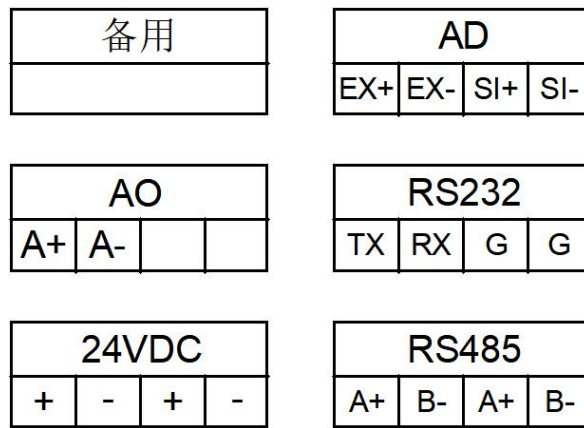 备用
AD
EX+ EX- SI+ SI-
AO
A+ A-
RS232
TX RX G G
24VDC
+ - + -
RS485
A+ B- A+ B-